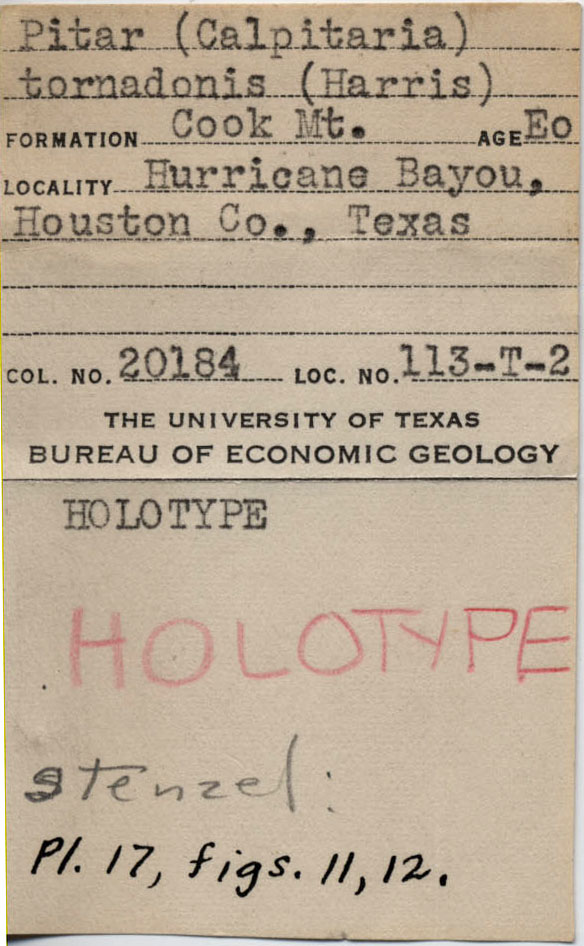 Pitar (Calpitaria)
tornadonis (Harris)
FORMATION Cook Mt. AGE Eo
LOCALITY Hurricane Bayou,
Houston Co., Texas
COL. NO. 20184 LOC. NO. 113-T-2
THE UNIVERSITY OF TEXAS
BUREAU OF ECONOMIC GEOLOGY
HOLOTYPE
HOLOTYPE
Stenzel:
Pl. 17, figs. 11, 12.